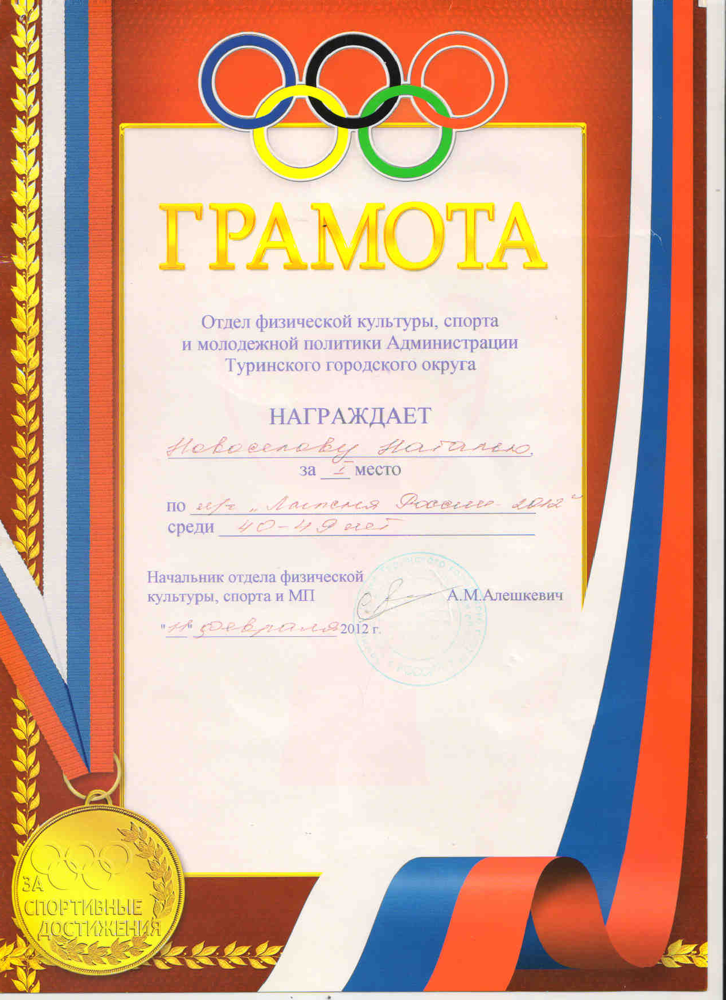 ГРАМОТА
Отдел физической культуры, спорта
и молодежной политики Администрации
Туринского городского округа
НАГРАЖДАЕТ
Новоселову Наталью,
за I место
по „Лыжня России - 2012"
среди 40-49 лет
Начальник отдела физической
культуры, спорта и МП
А.М.Алешкевич
"11" февраля 2012 г.
ЗА
СПОРТИВНЫЕ
ДОСТИЖЕНИЯ